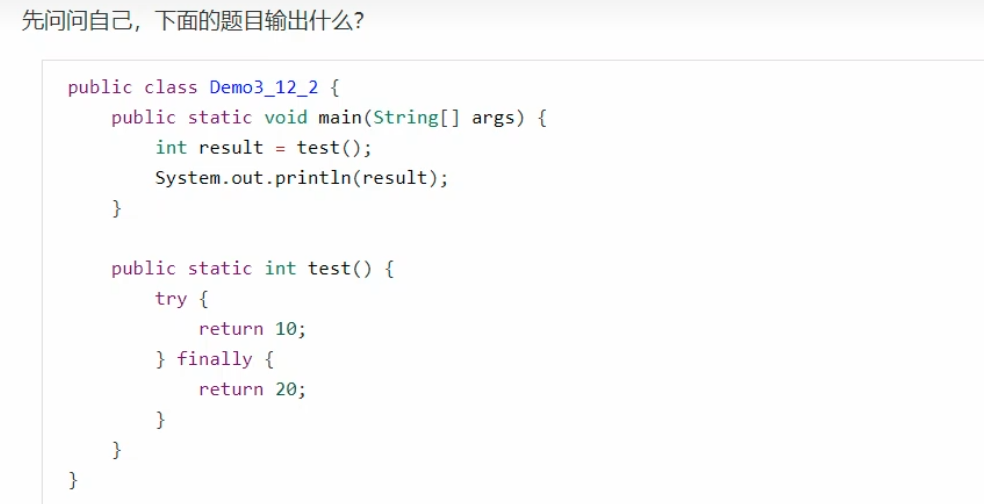 先问问自己，下面的题目输出什么？
public class Demo3_12_2 {
public static void main(String[] args) {
int result = test();
System.out.println(result);
}
public static int test() {
try {
return 10;
} finally {
return 20;
}
}
}